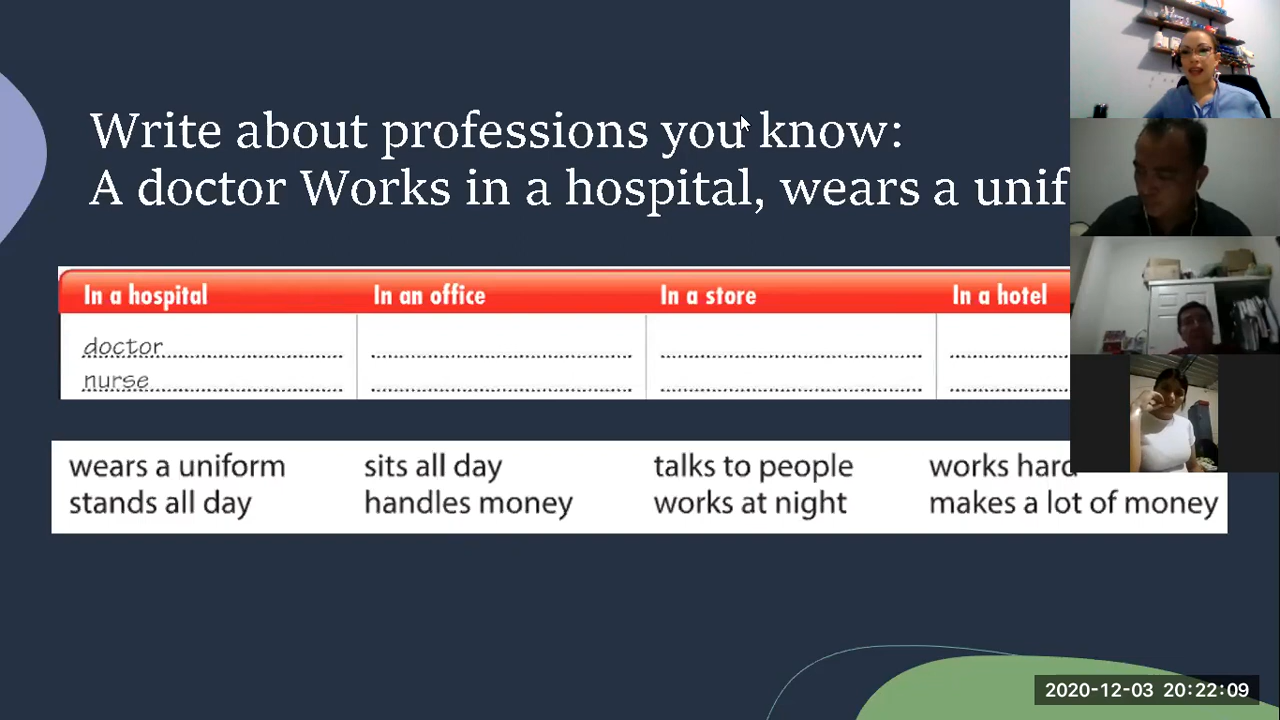 Write about professions you know:
A doctor Works in a hospital, wears a unif
In a hospital In an office In a store In a hotel
doctor
nurse
wears a uniform sits all day talks to people works hard
stands all day handles money works at night makes a lot of money
2020-12-03 20:22:09